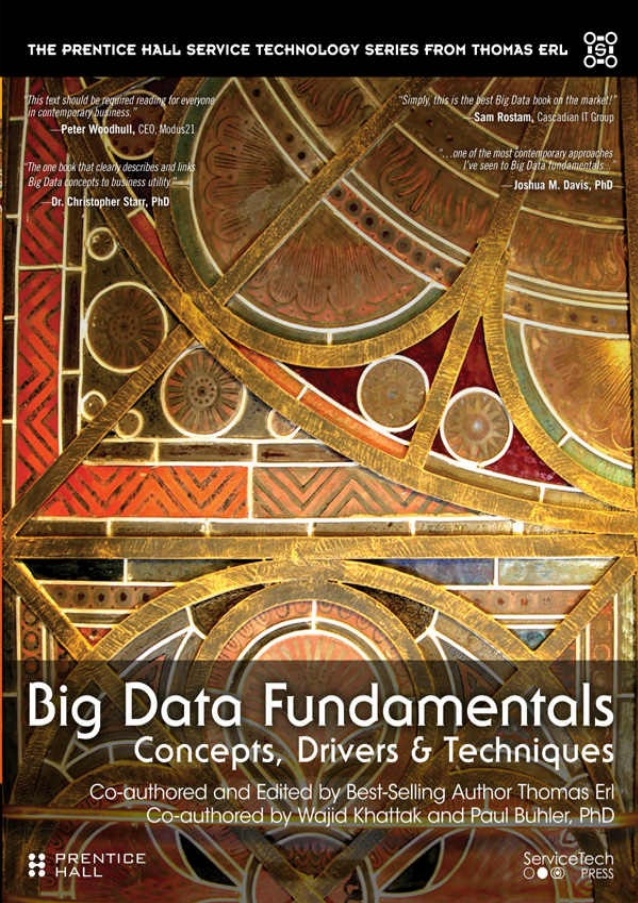 THE PRENTICE HALL SERVICE TECHNOLOGY SERIES FROM THOMAS ERL
"This text should be required reading for everyone
in contemporary business."
—Peter Woodhull, CEO, Modus21
"The one book that clearly describes and links
Big Data concepts to business utility."
—Dr. Christopher Starr, PhD
"Simply, this is the best Big Data book on the market!"
—Sam Rostam, Cascadian IT Group
"...one of the most contemporary approaches
I've seen to Big Data fundamentals..."
—Joshua M. Davis, PhD
Big Data Fundamentals
Concepts, Drivers & Techniques
Co-authored and Edited by Best-Selling Author Thomas Erl
Co-authored by Wajid Khattak and Paul Buhler, PhD
PRENTICE
HALL
ServiceTech
PRESS